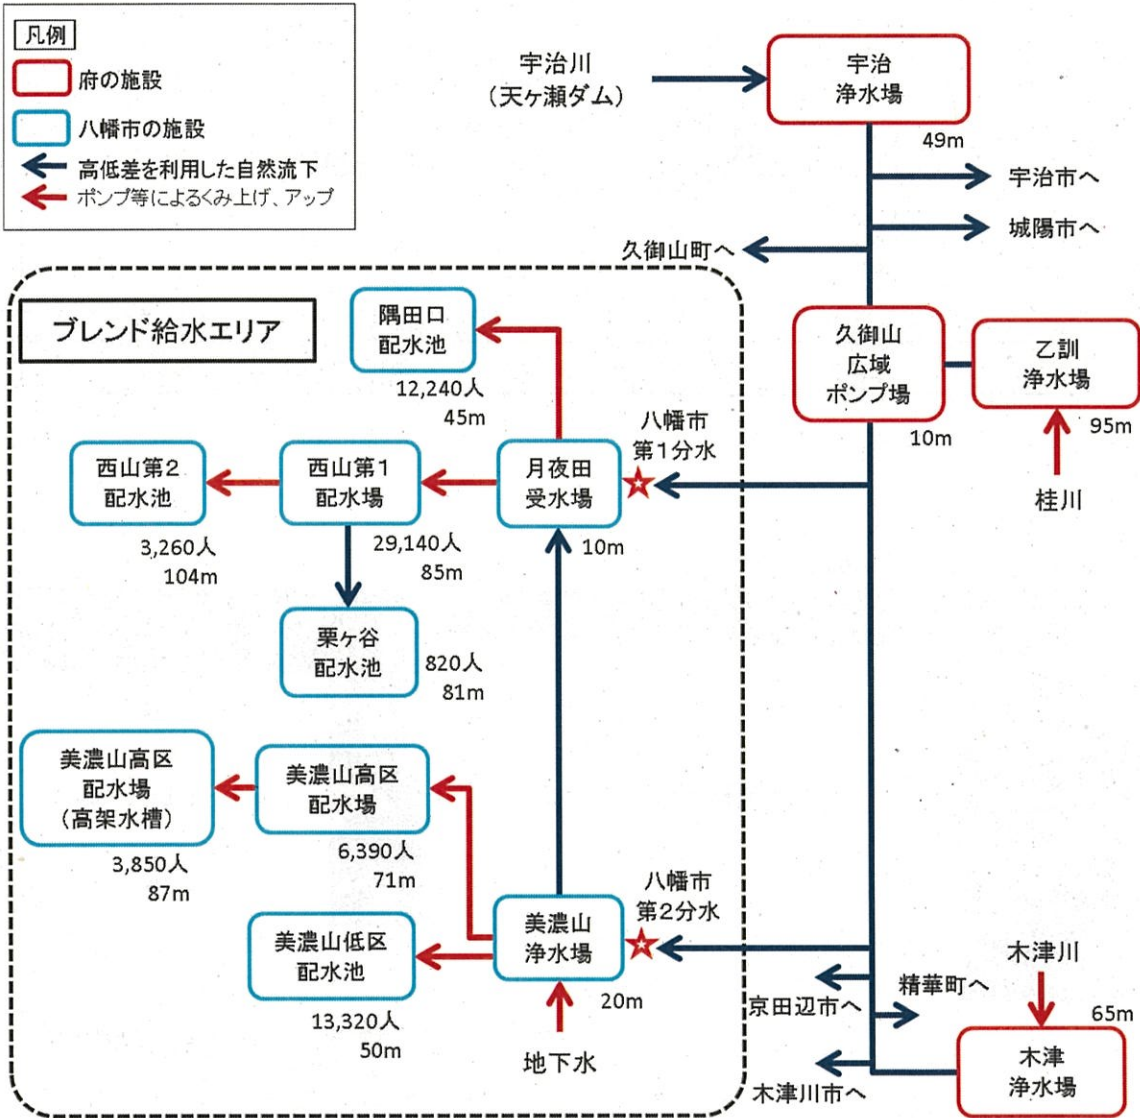 凡例
府の施設
八幡市の施設
高低差を利用した自然流下
ポンプ等によるくみ上げ、アップ
宇治川
(天ヶ瀬ダム)
宇治
浄水場
49m
宇治市へ
城陽市へ
久御山町へ
ブレンド給水エリア
隅田口
配水池
12,240人
45m
久御山
広域
ポンプ場
10m
乙訓
浄水場
95m
桂川
八幡市
第1分水
西山第2
配水池
3,260人
104m
西山第1
配水場
29,140人
85m
月夜田
受水場
10m
栗ヶ谷
配水池
820人
81m
美濃山高区
配水場
(高架水槽)
3,850人
87m
美濃山高区
配水場
6,390人
71m
八幡市
第2分水
美濃山低区
配水池
13,320人
50m
美濃山
浄水場
20m
地下水
京田辺市へ
精華町へ
木津川市へ
木津川
65m
木津
浄水場